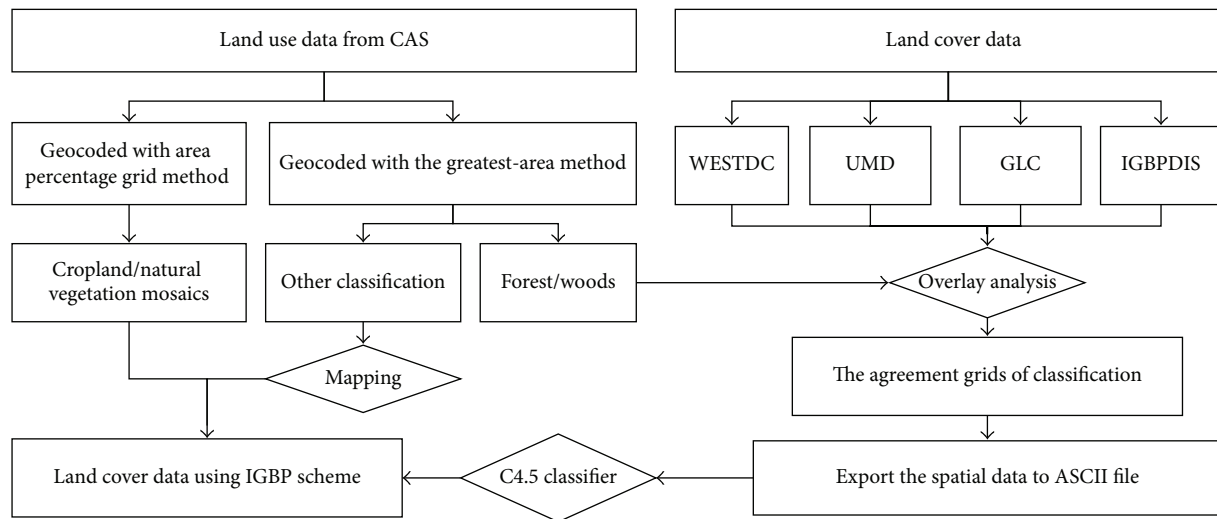 Land use data from CAS
Land cover data
Geocoded with area
percentage grid method
Geocoded with the greatest-area method
WESTDC
UMD
GLC
IGBPDIS
Cropland/natural
vegetation mosaics
Other classification
Forest/woods
Overlay analysis
Mapping
The agreement grids of classification
Land cover data using IGBP scheme
C4.5 classifier
Export the spatial data to ASCII file